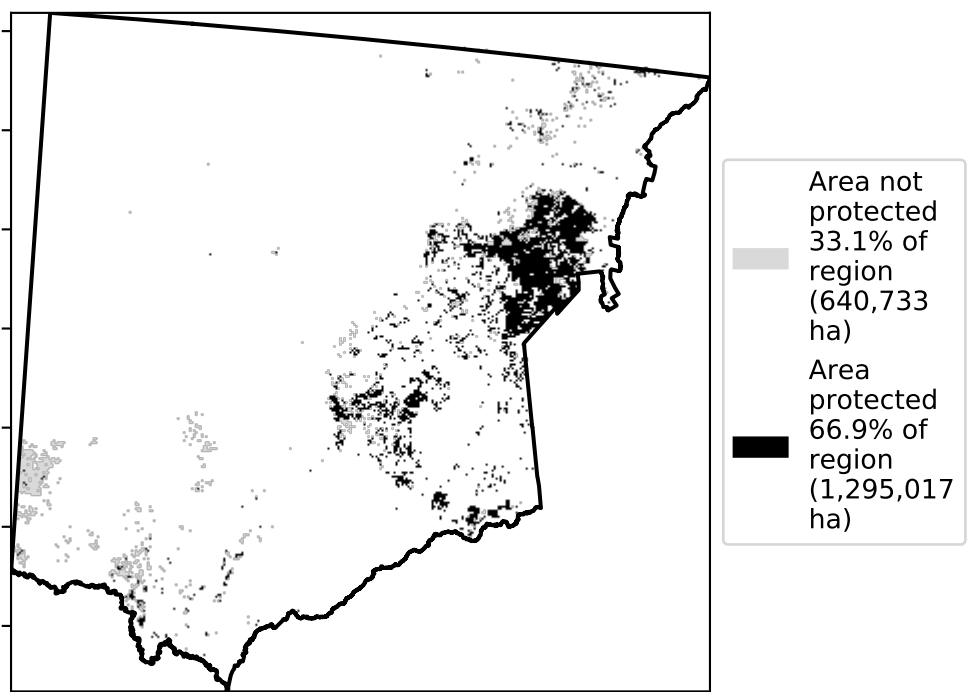 Area not
protected
33.1% of
region
(640,733
ha)
Area
protected
66.9% of
region
(1,295,017
ha)